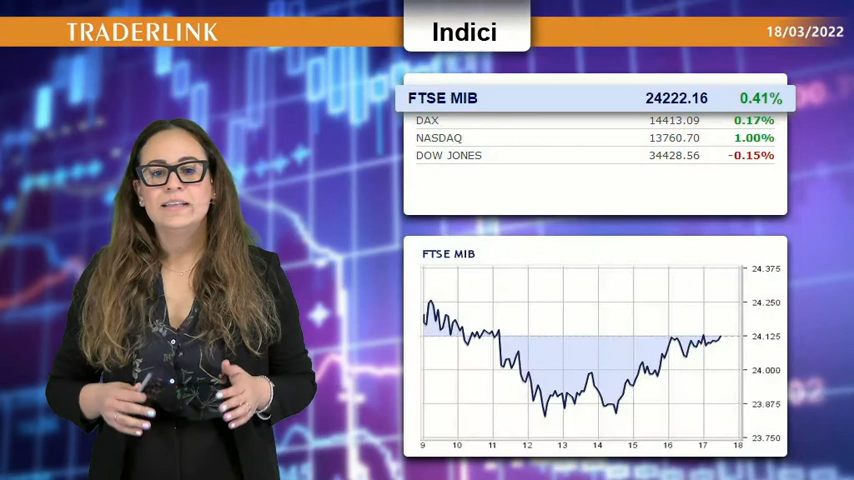 TRADERLINK
Indici
18/03/2022
FTSE MIB 24222.16 0.41%
DAX 14413.09 0.17%
NASDAQ 13760.70 1.00%
DOW JONES 34428.56 -0.15%
FTSE MIB
24.375
24.250
24.125
24.000
23.875
23.750
9 10 11 12 13 14 15 16 17 18